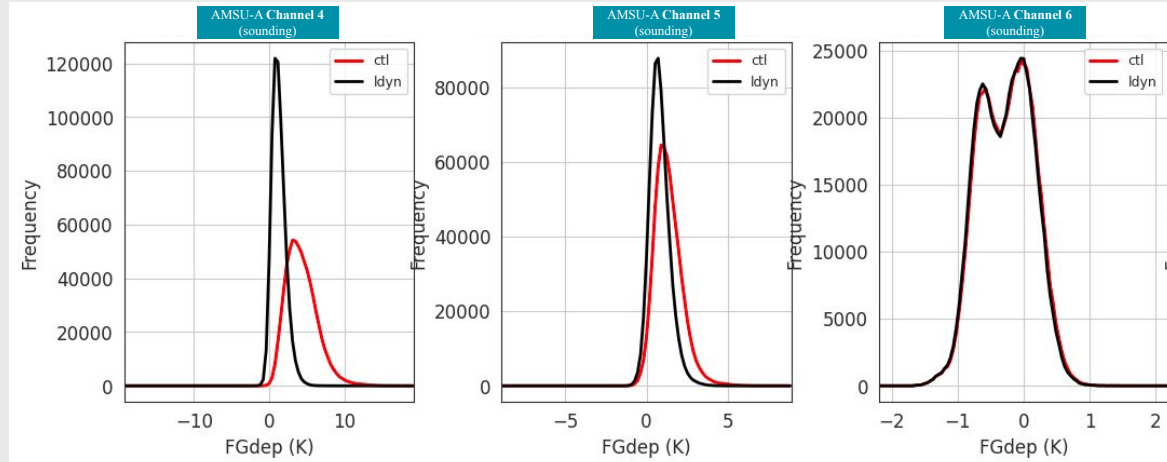 AMSU-A Channel 4
(sounding)
AMSU-A Channel 5
(sounding)
AMSU-A Channel 6
(sounding)
120000
100000
80000
60000
40000
20000
0
Frequency
ctl
ldyn
−10
0
10
FGdep (K)
80000
60000
40000
20000
0
Frequency
ctl
ldyn
−5
0
5
FGdep (K)
25000
20000
15000
10000
5000
0
Frequency
ctl
ldyn
−2
−1
0
1
2
FGdep (K)